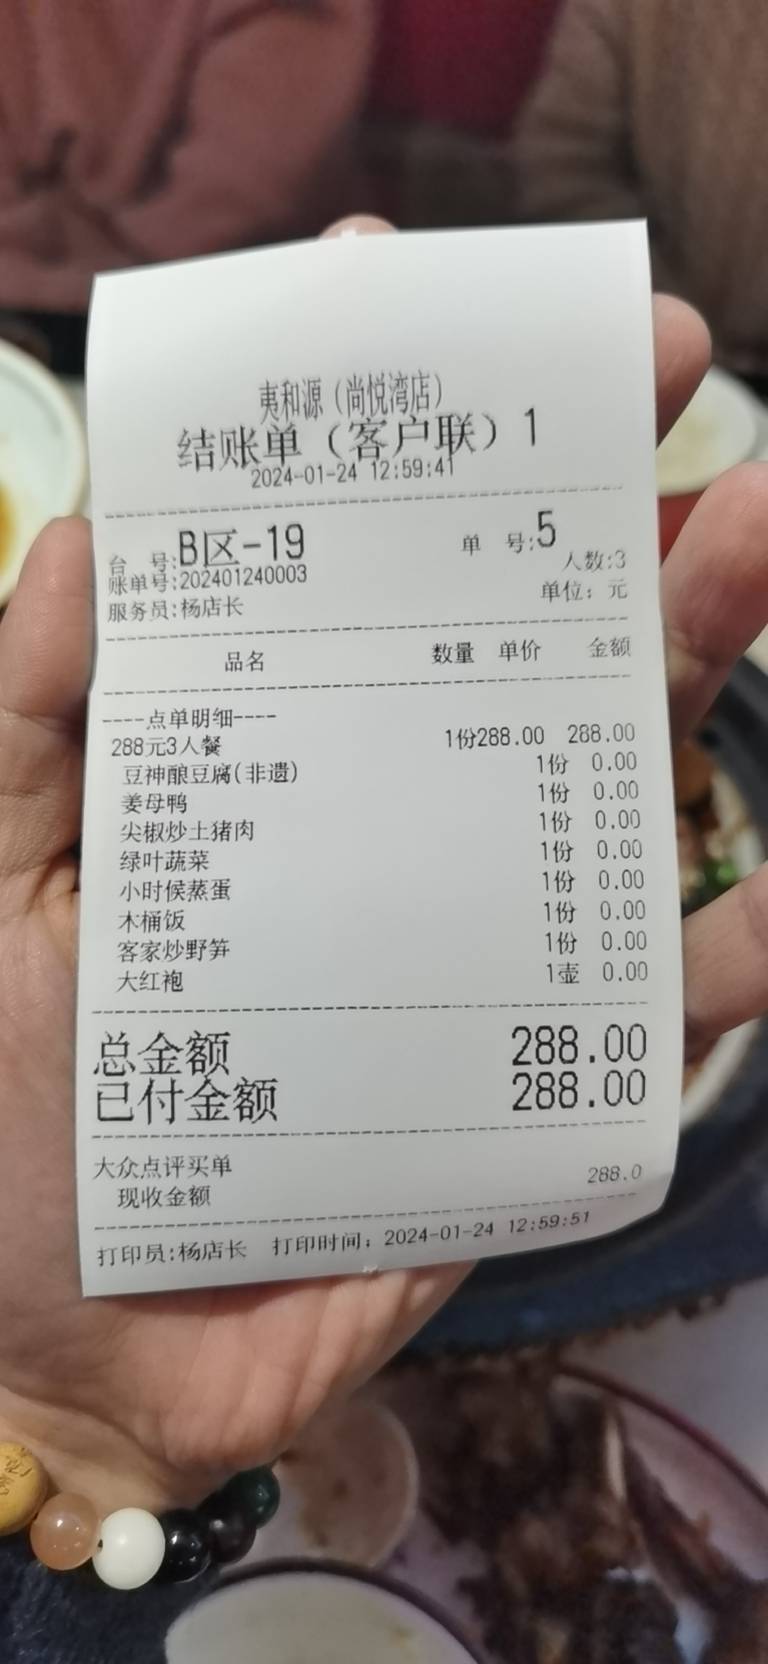 夷和源（尚悦湾店）
结账单（客户联）1
2024-01-24 12:59:41
台 号:B区-19 单 号:5
账单号:202401240003 人数:3
服务员:杨店长 单位：元
品名 数量 单价 金额
----点单明细----
288元3人餐 1份288.00 288.00
豆神酿豆腐(非遗) 1份 0.00
姜母鸭 1份 0.00
尖椒炒土猪肉 1份 0.00
绿叶蔬菜 1份 0.00
小时候蒸蛋 1份 0.00
木桶饭 1份 0.00
客家炒野笋 1份 0.00
大红袍 1壶 0.00
总金额 288.00
已付金额 288.00
大众点评买单 288.0
现收金额
打印员:杨店长 打印时间：2024-01-24 12:59:51